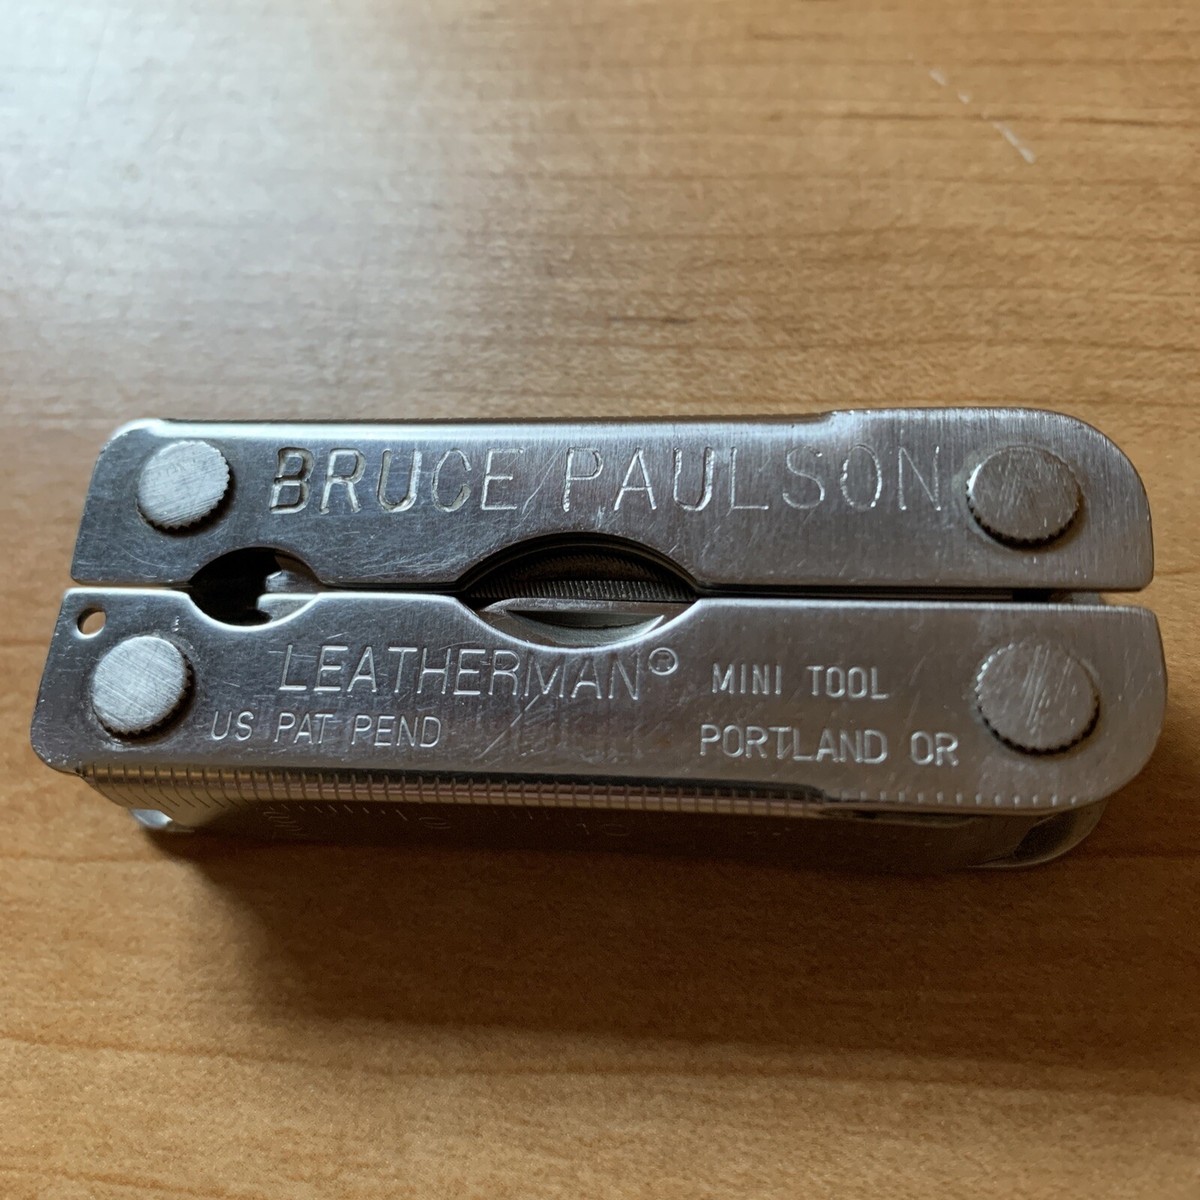 BRUCE PAULSON
LEATHERMAN® MINI TOOL
US PAT PEND PORTLAND OR